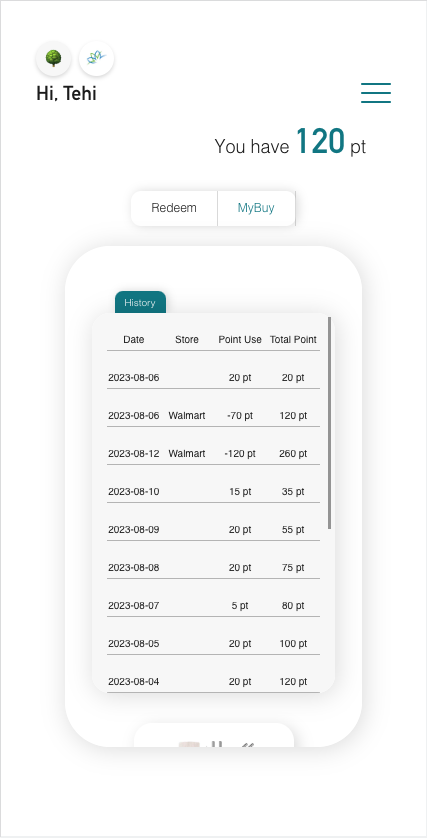 Hi, Tehi
You have 120 pt
Redeem MyBuy
History
Date Store Point Use Total Point
2023-08-06 20 pt 20 pt
2023-08-06 Walmart -70 pt 120 pt
2023-08-12 Walmart -120 pt 260 pt
2023-08-10 15 pt 35 pt
2023-08-09 20 pt 55 pt
2023-08-08 20 pt 75 pt
2023-08-07 5 pt 80 pt
2023-08-05 20 pt 100 pt
2023-08-04 20 pt 120 pt